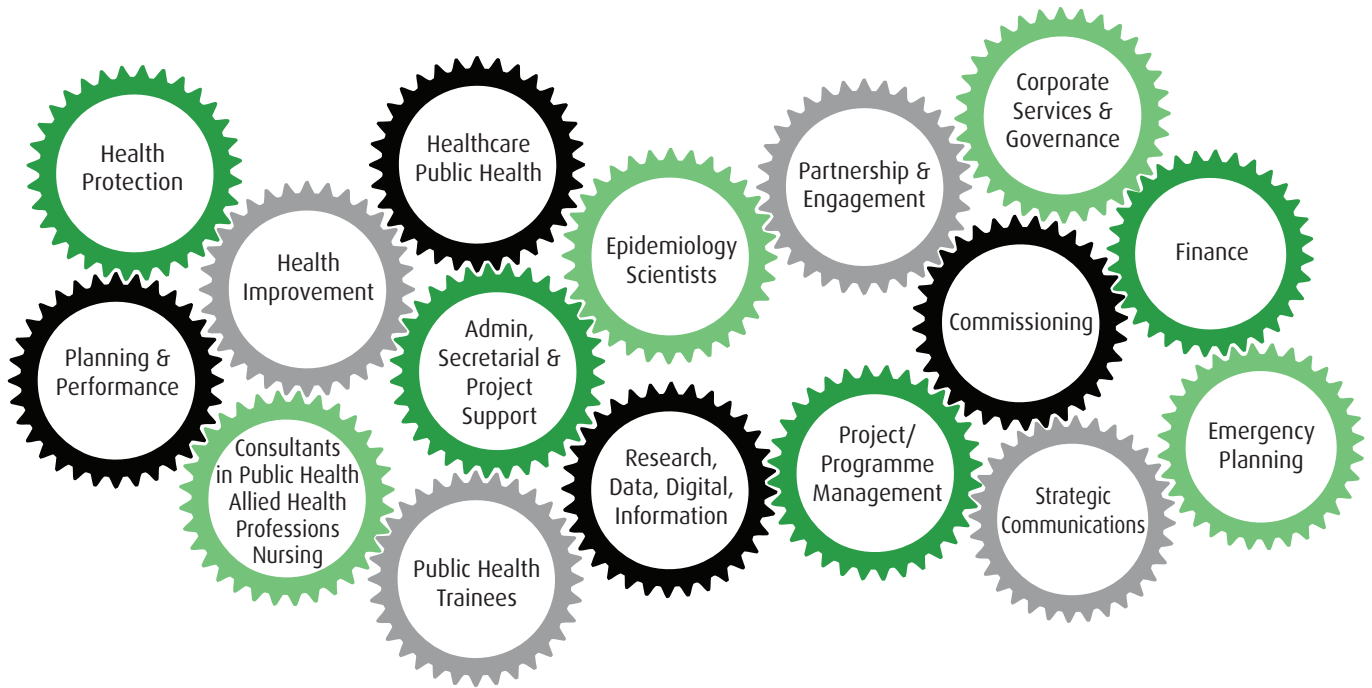 Health
Protection
Healthcare
Public Health
Corporate
Services &
Governance
Partnership &
Engagement
Health
Improvement
Epidemiology
Scientists
Finance
Planning &
Performance
Admin,
Secretarial &
Project
Support
Commissioning
Consultants
in Public Health
Allied Health
Professions
Nursing
Research,
Data, Digital,
Information
Project/
Programme
Management
Emergency
Planning
Strategic
Communications
Public Health
Trainees